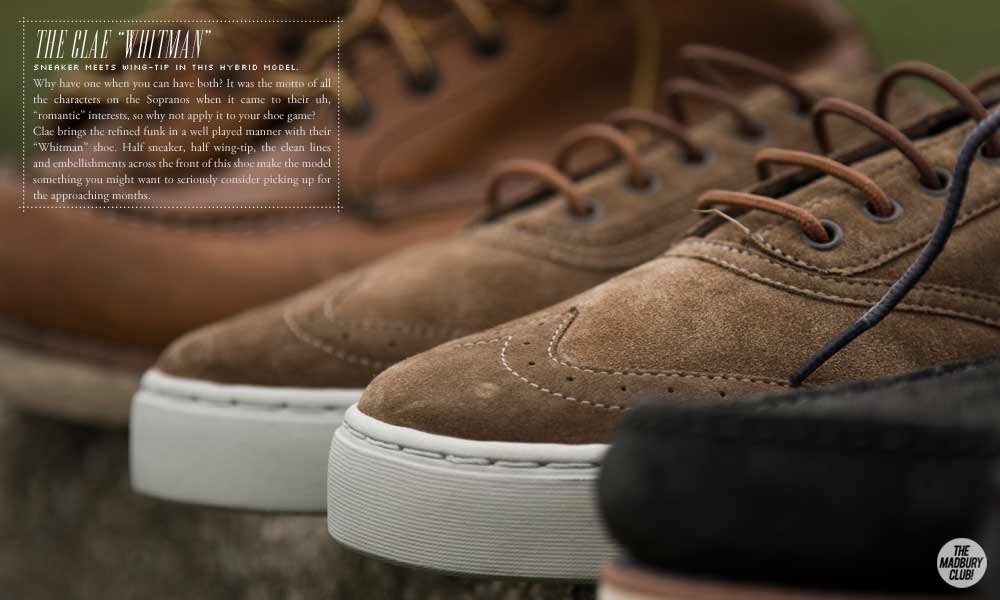 THE CLAE “WHITMAN”
SNEAKER MEETS WING-TIP IN THIS HYBRID MODEL.
Why have one when you can have both? It was the motto of all
the characters on the Sopranos when it came to their uh,
“romantic” interests, so why not apply it to your shoe game?
Clae brings the refined funk in a well played manner with their
“Whitman” shoe. Half sneaker, half wing-tip, the clean lines
and embellishments across the front of this shoe make the model
something you might want to seriously consider picking up for
the approaching months.
THE
MADBURY
CLUB!